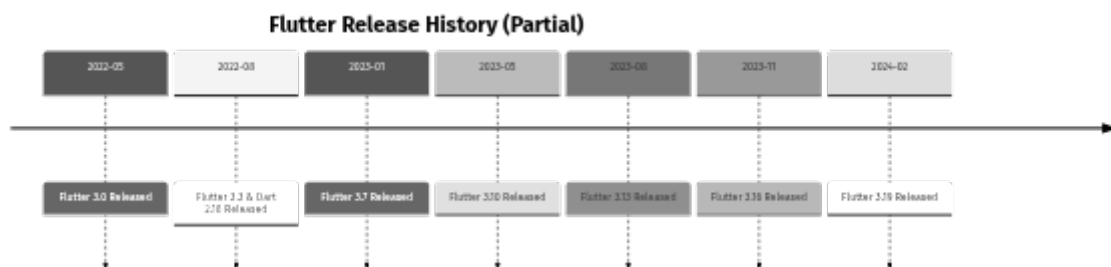 Flutter Release History (Partial)
2022-05
2022-08
2023-01
2023-05
2023-08
2023-11
2024-02
Flutter 3.0 Released
Flutter 3.3 & Dart
2.18 Released
Flutter 3.7 Released
Flutter 3.10 Released
Flutter 3.13 Released
Flutter 3.16 Released
Flutter 3.19 Released